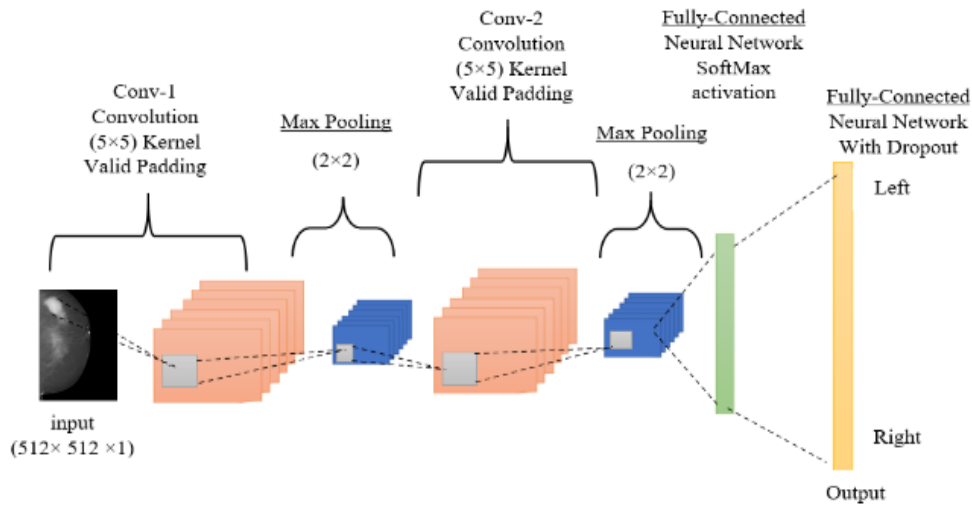 Conv-1
Convolution
(5×5) Kernel
Valid Padding
Max Pooling
(2×2)
Conv-2
Convolution
(5×5) Kernel
Valid Padding
Max Pooling
(2×2)
Fully-Connected
Neural Network
SoftMax
activation
Fully-Connected
Neural Network
With Dropout
Left
Right
Output
input
(512× 512 ×1)